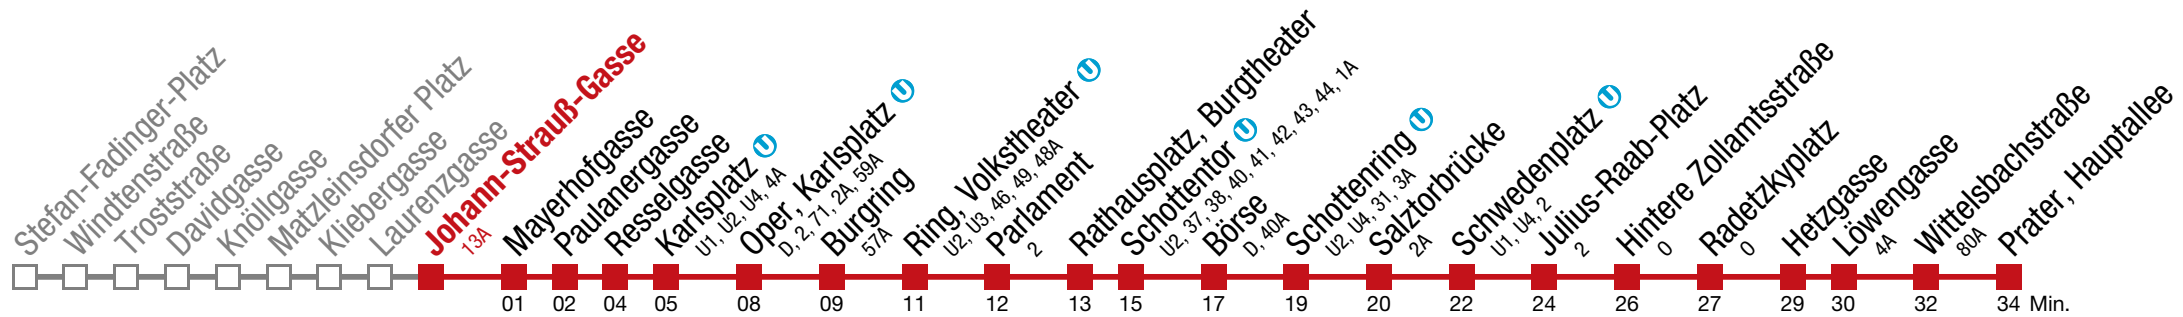 Stefan-Fadinger-Platz
Windtenstraße
Troststraße
Davidgasse
Knöllgasse
Matzleinsdorfer Platz
Kliebergasse
Laurenzgasse
Johann-Strauß-Gasse
13A
Mayerhofgasse
Paulanergasse
Resselgasse
Karlsplatz U
U1, U2, U4, 4A
Oper, Karlsplatz U
D, 2, 71, 2A, 59A
Burgring
57A
Ring, Volkstheater U
U2, U3, 46, 49, 48A
Parlament
2
Rathausplatz, Burgtheater
Schottentor U
U2, 37, 38, 40, 41, 42, 43, 44, 1A
Börse
D, 40A
Schottenring U
U2, U4, 31, 3A
Salztorbrücke
2A
Schwedenplatz U
U1, U4, 2
Julius-Raab-Platz
2
Hintere Zollamtsstraße
O
Radetzkyplatz
O
Hetzgasse
Löwengasse
4A
Wittelsbachstraße
80A
Prater, Hauptallee
01 02 04 05 08 09 11 12 13 15 17 19 20 22 24 26 27 29 30 32 34 Min.